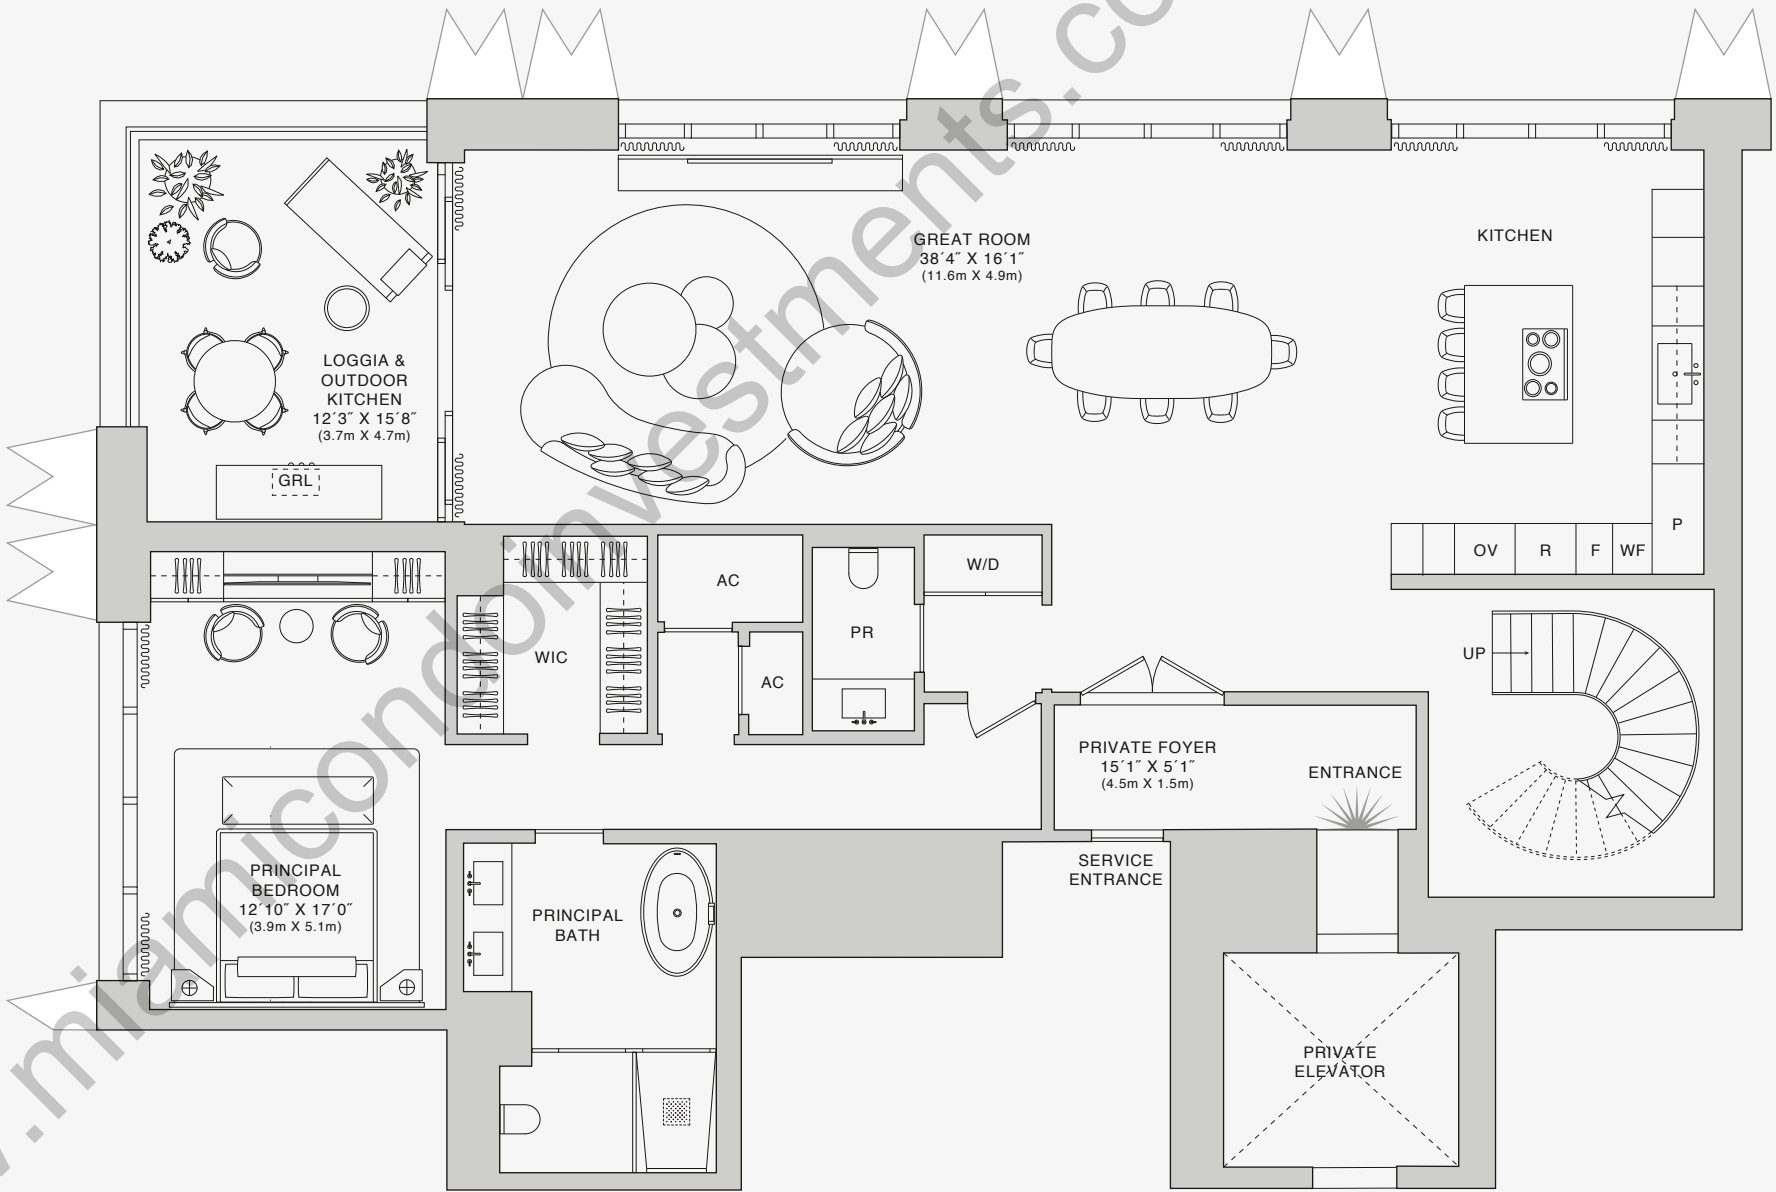 GREAT ROOM
38´4˝ X 16´1˝
(11.6m X 4.9m)
KITCHEN
LOGGIA &
OUTDOOR
KITCHEN
12´3˝ X 15´8˝
(3.7m X 4.7m)
GRL
P
OV
R
F
WF
AC
W/D
PR
WIC
AC
UP
PRIVATE FOYER
15´1˝ X 5´1˝
(4.5m X 1.5m)
ENTRANCE
SERVICE
ENTRANCE
PRINCIPAL
BEDROOM
12´10˝ X 17´0˝
(3.9m X 5.1m)
PRINCIPAL
BATH
PRIVATE
ELEVATOR
.miamicondoinvestments.co